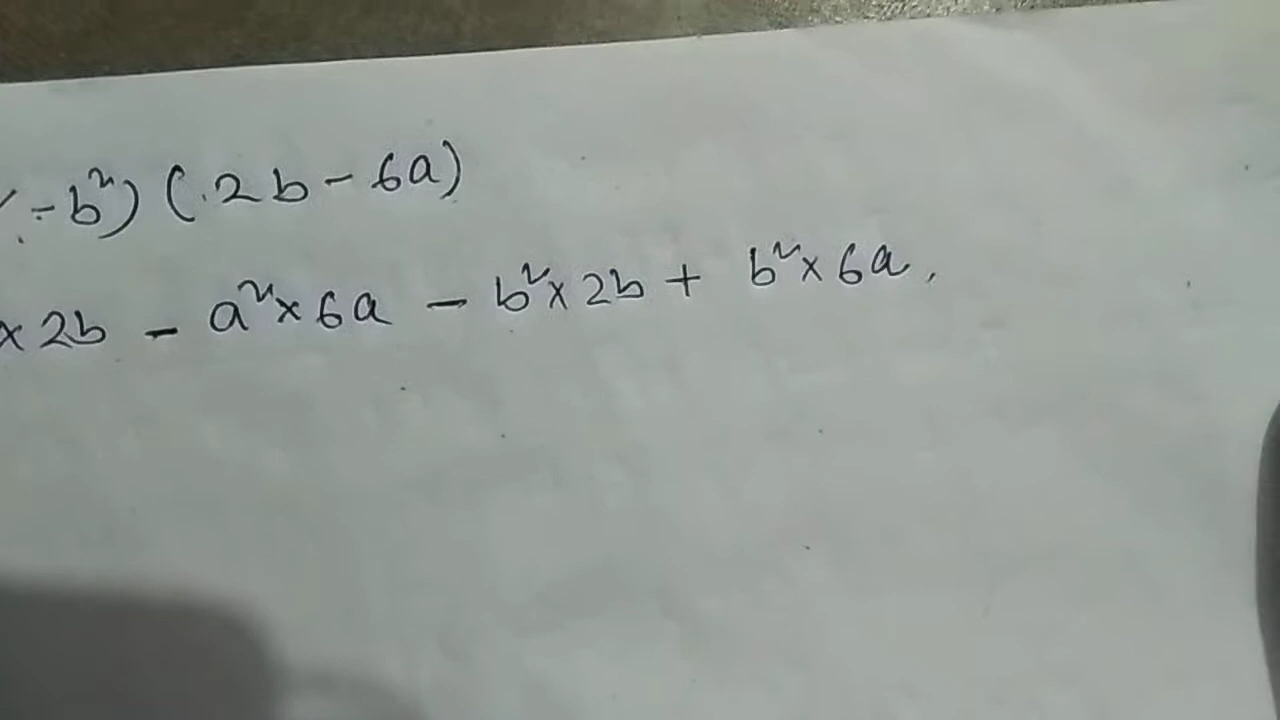 -b²) (2b - 6a)
x 2b - a² x 6a - b² x 2b + b² x 6a,